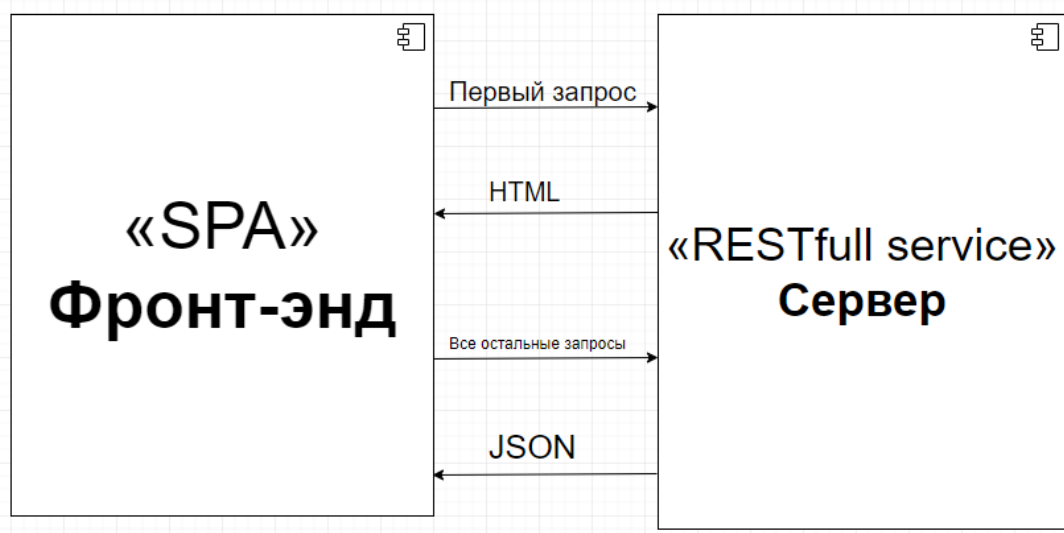 Первый запрос
HTML
«SPA»
Фронт-энд
«RESTfull service»
Сервер
Все остальные запросы
JSON